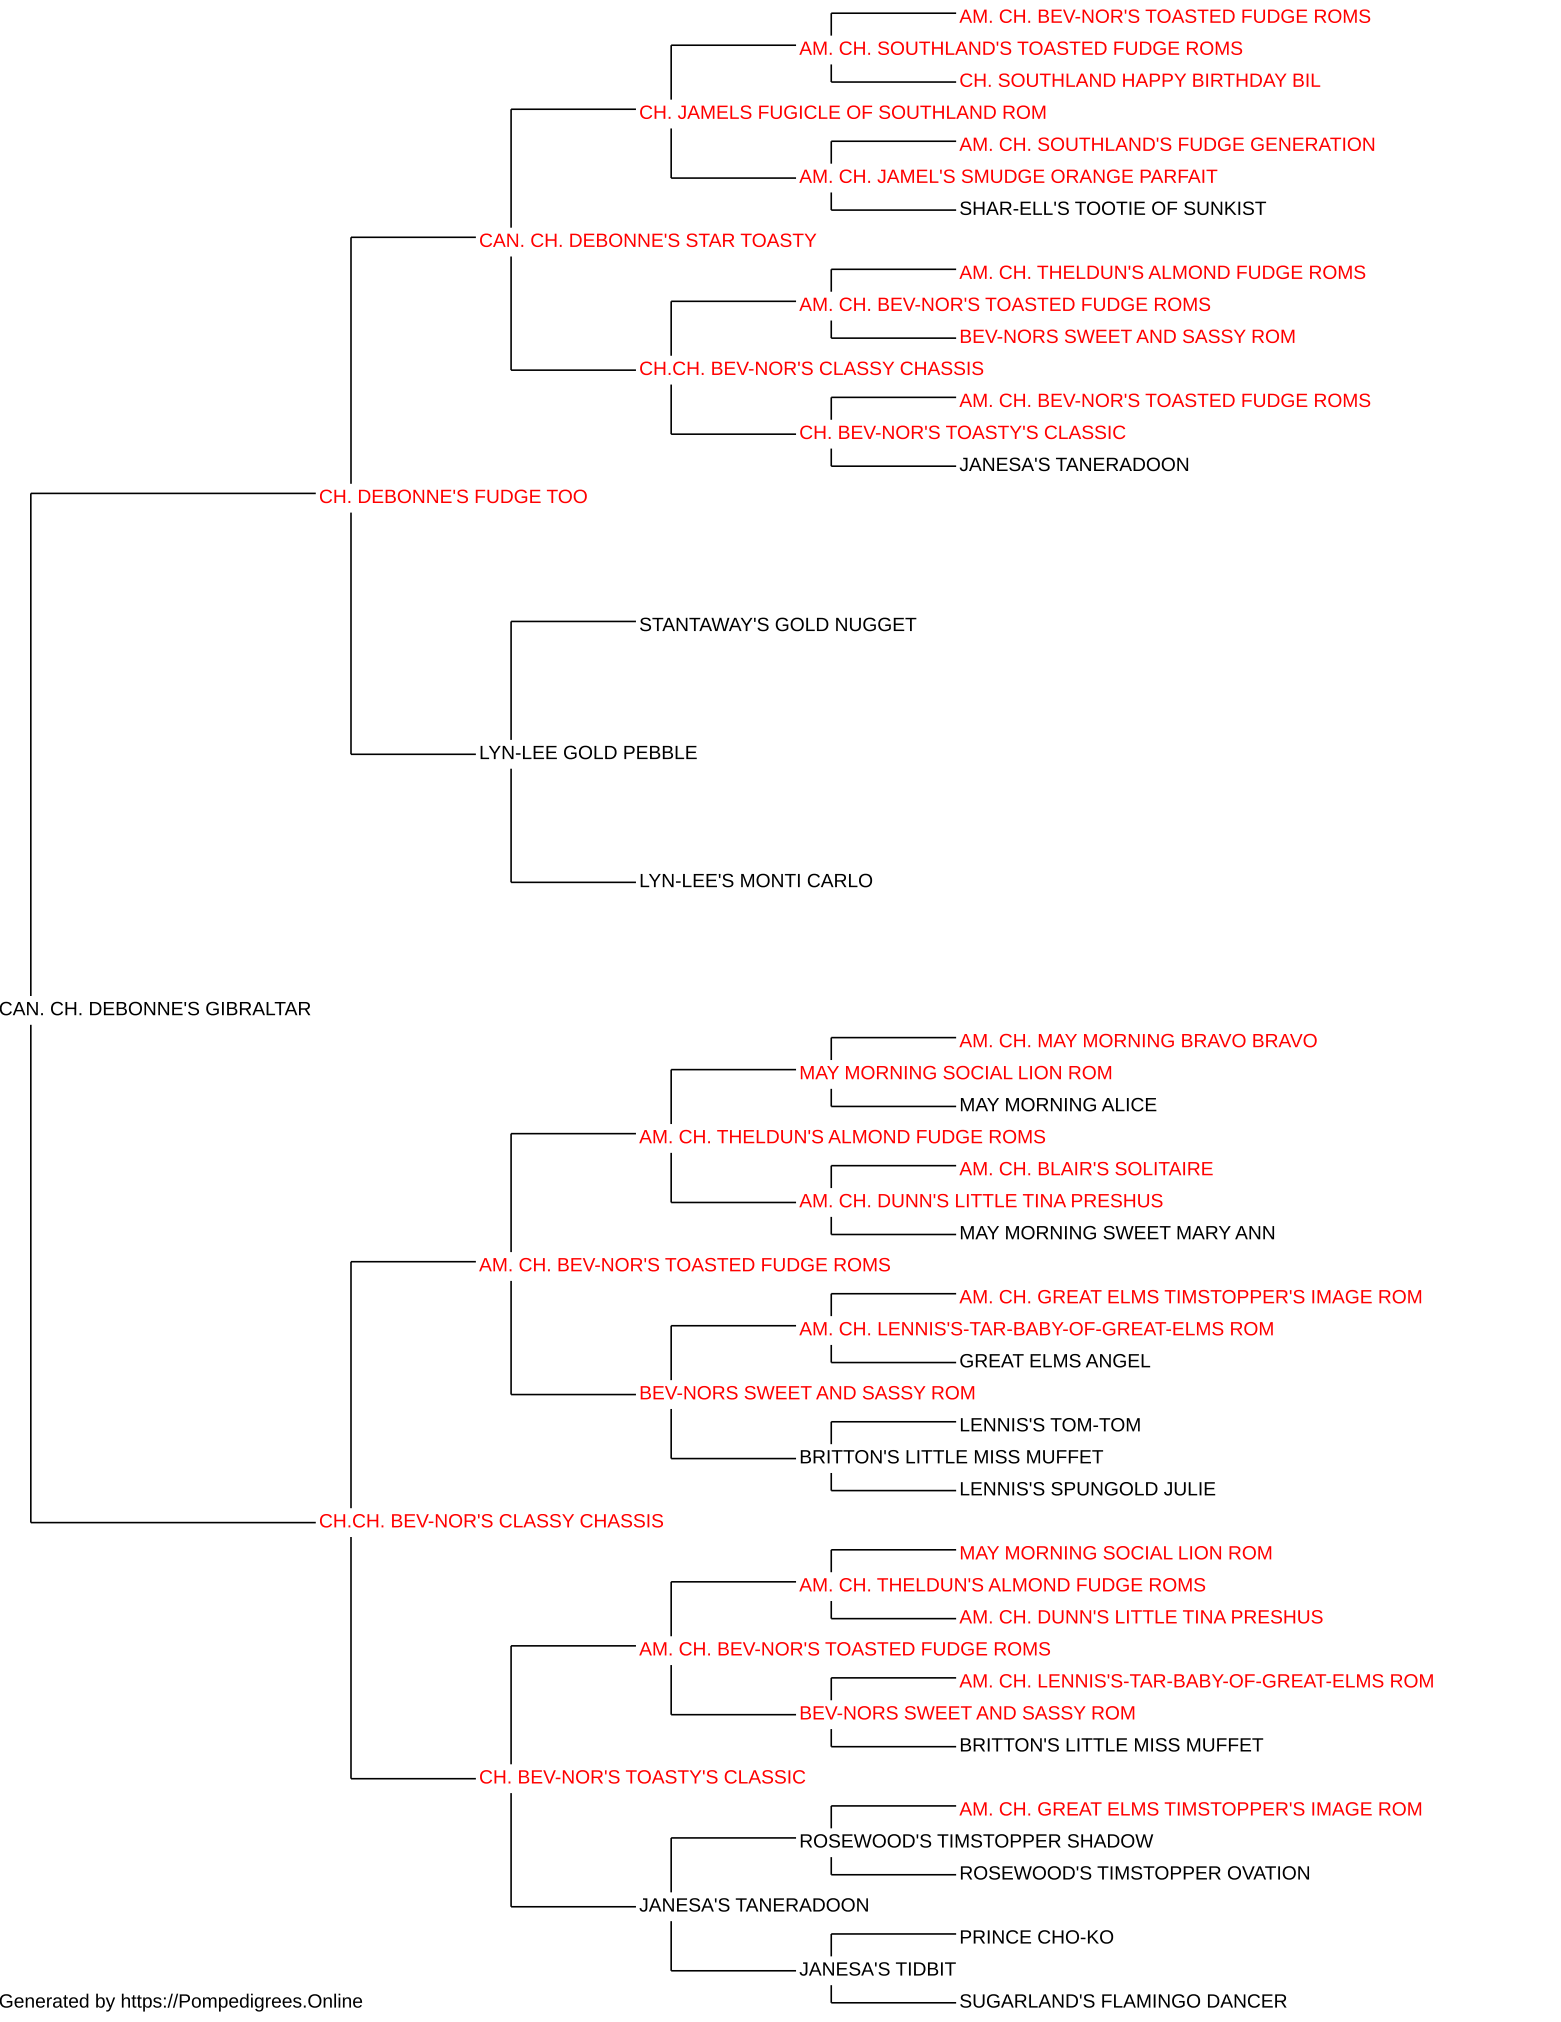 AM. CH. BEV-NOR'S TOASTED FUDGE ROMS
AM. CH. SOUTHLAND'S TOASTED FUDGE ROMS
CH. SOUTHLAND HAPPY BIRTHDAY BIL
CH. JAMELS FUGICLE OF SOUTHLAND ROM
AM. CH. SOUTHLAND'S FUDGE GENERATION
AM. CH. JAMEL'S SMUDGE ORANGE PARFAIT
SHAR-ELL'S TOOTIE OF SUNKIST
CAN. CH. DEBONNE'S STAR TOASTY
AM. CH. THELDUN'S ALMOND FUDGE ROMS
AM. CH. BEV-NOR'S TOASTED FUDGE ROMS
BEV-NORS SWEET AND SASSY ROM
CH.CH. BEV-NOR'S CLASSY CHASSIS
AM. CH. BEV-NOR'S TOASTED FUDGE ROMS
CH. BEV-NOR'S TOASTY'S CLASSIC
JANESA'S TANERADOON
CH. DEBONNE'S FUDGE TOO
STANTAWAY'S GOLD NUGGET
LYN-LEE GOLD PEBBLE
LYN-LEE'S MONTI CARLO
CAN. CH. DEBONNE'S GIBRALTAR
AM. CH. MAY MORNING BRAVO BRAVO
MAY MORNING SOCIAL LION ROM
MAY MORNING ALICE
AM. CH. THELDUN'S ALMOND FUDGE ROMS
AM. CH. BLAIR'S SOLITAIRE
AM. CH. DUNN'S LITTLE TINA PRESHUS
MAY MORNING SWEET MARY ANN
AM. CH. BEV-NOR'S TOASTED FUDGE ROMS
AM. CH. GREAT ELMS TIMSTOPPER'S IMAGE ROM
AM. CH. LENNIS'S-TAR-BABY-OF-GREAT-ELMS ROM
GREAT ELMS ANGEL
BEV-NORS SWEET AND SASSY ROM
LENNIS'S TOM-TOM
BRITTON'S LITTLE MISS MUFFET
LENNIS'S SPUNGOLD JULIE
CH.CH. BEV-NOR'S CLASSY CHASSIS
MAY MORNING SOCIAL LION ROM
AM. CH. THELDUN'S ALMOND FUDGE ROMS
AM. CH. DUNN'S LITTLE TINA PRESHUS
AM. CH. BEV-NOR'S TOASTED FUDGE ROMS
AM. CH. LENNIS'S-TAR-BABY-OF-GREAT-ELMS ROM
BEV-NORS SWEET AND SASSY ROM
BRITTON'S LITTLE MISS MUFFET
CH. BEV-NOR'S TOASTY'S CLASSIC
AM. CH. GREAT ELMS TIMSTOPPER'S IMAGE ROM
ROSEWOOD'S TIMSTOPPER SHADOW
ROSEWOOD'S TIMSTOPPER OVATION
JANESA'S TANERADOON
PRINCE CHO-KO
JANESA'S TIDBIT
SUGARLAND'S FLAMINGO DANCER
Generated by https://Pompedigrees.Online